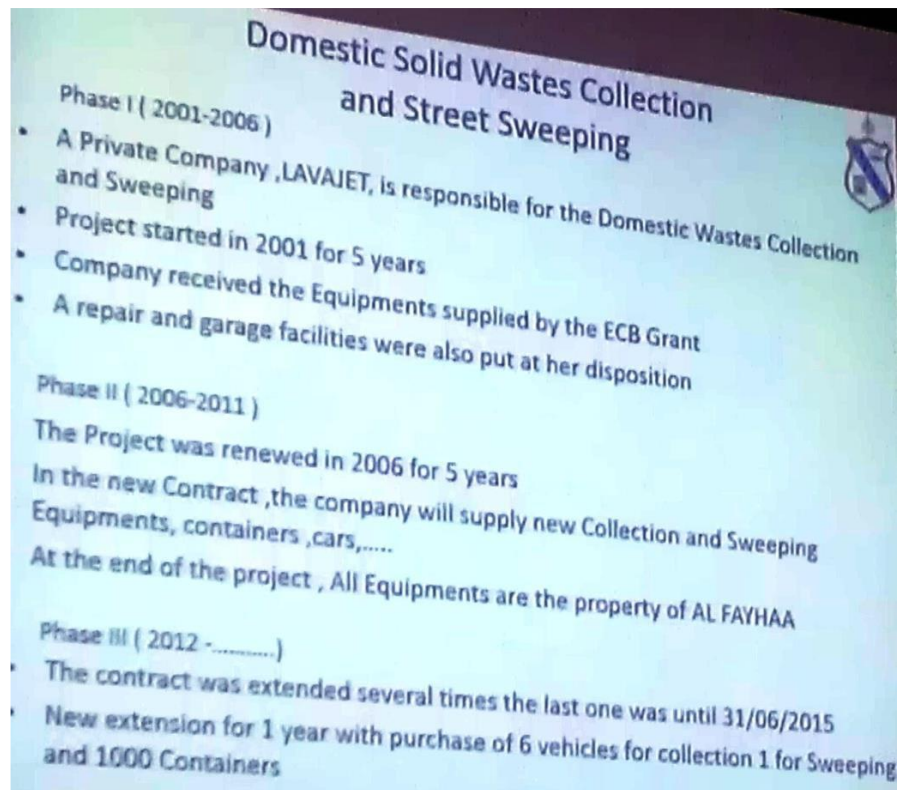 Domestic Solid Wastes Collection
and Street Sweeping
Phase I ( 2001-2006 )
• A Private Company ,LAVAJET, is responsible for the Domestic Wastes Collection
and Sweeping
• Project started in 2001 for 5 years
• Company received the Equipments supplied by the ECB Grant
• A repair and garage facilities were also put at her disposition
Phase II ( 2006-2011 )
The Project was renewed in 2006 for 5 years
In the new Contract ,the company will supply new Collection and Sweeping
Equipments, containers ,cars,.....
At the end of the project , All Equipments are the property of AL FAYHAA
Phase III ( 2012 -...........)
• The contract was extended several times the last one was until 31/06/2015
• New extension for 1 year with purchase of 6 vehicles for collection 1 for Sweeping
and 1000 Containers